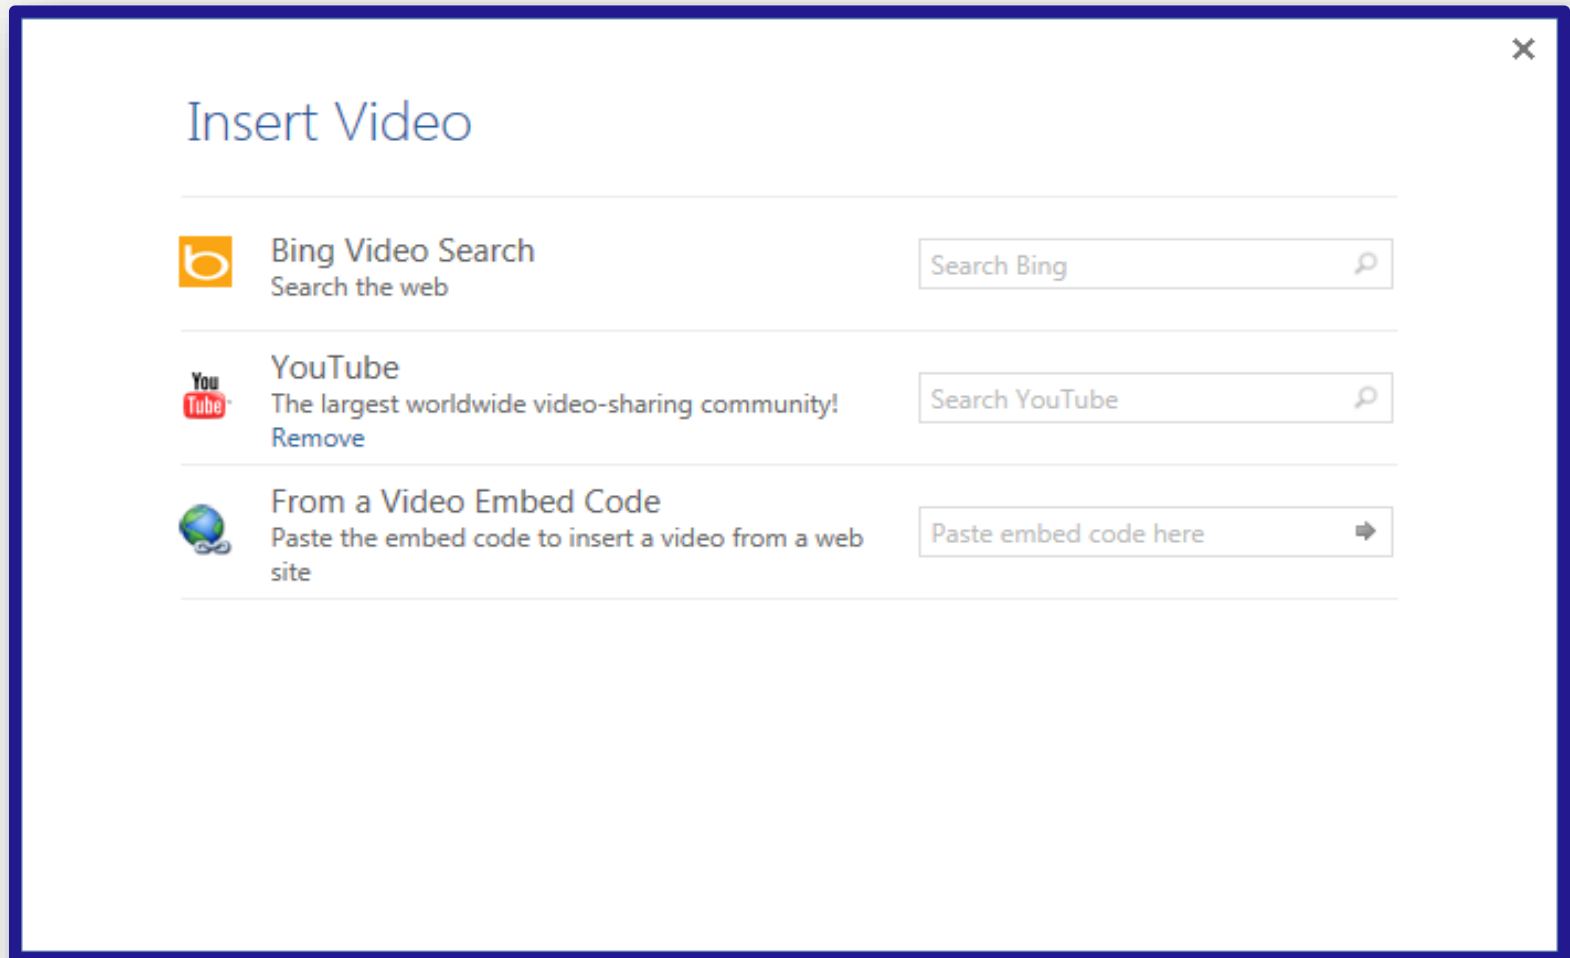 Insert Video
b
Bing Video Search
Search the web
Search Bing
You
Tube
YouTube
The largest worldwide video-sharing community!
Remove
Search YouTube
From a Video Embed Code
Paste the embed code to insert a video from a web
site
Paste embed code here